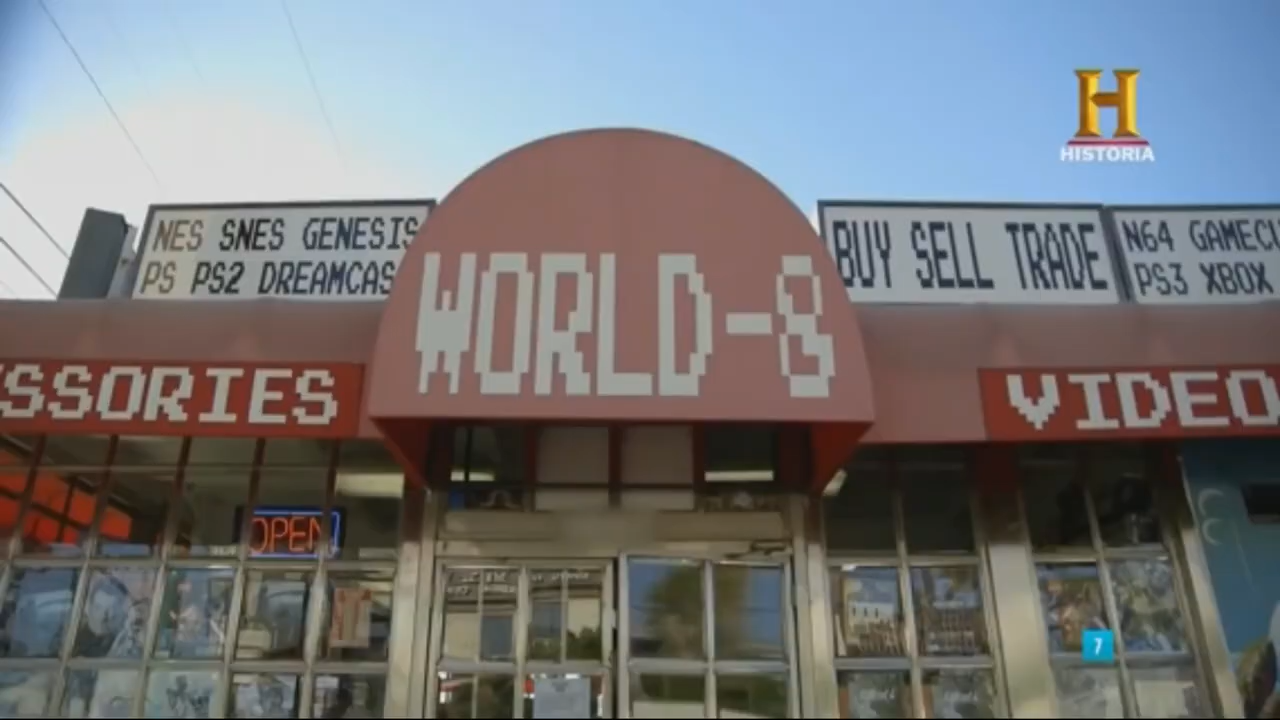 H
HISTORIA
NES SNES GENESIS
PS PS2 DREAMCAS
BUY SELL TRADE
N64 GAMECU
PS3 XBOX
WORLD-8
SSORIES
VIDEO
OPEN
7